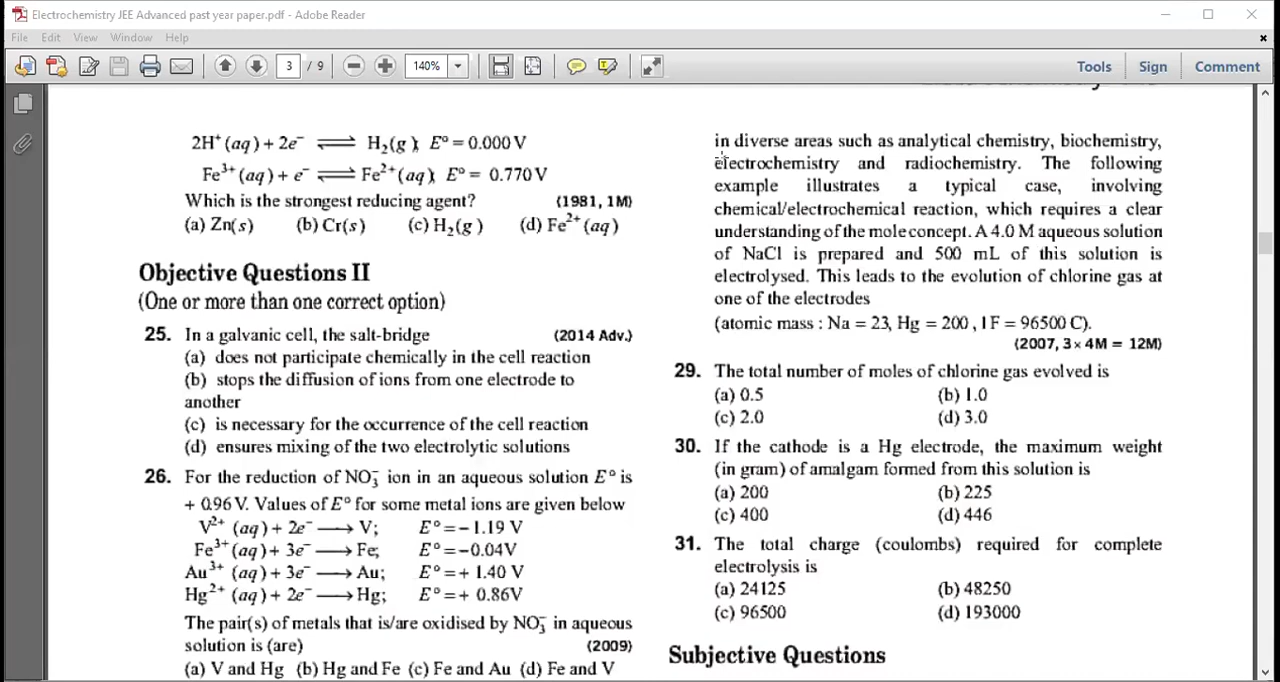 Electrochemistry JEE Advanced past year paper.pdf - Adobe Reader
File Edit View Window Help
3 / 9 140% Tools Sign Comment
2H⁺(aq) + 2e⁻ ⇌ H₂(g); E° = 0.000 V
Fe³⁺(aq) + e⁻ ⇌ Fe²⁺(aq); E° = 0.770 V
Which is the strongest reducing agent? (1981, 1M)
(a) Zn(s) (b) Cr(s) (c) H₂(g) (d) Fe²⁺(aq)
Objective Questions II
(One or more than one correct option)
25. In a galvanic cell, the salt-bridge (2014 Adv.)
(a) does not participate chemically in the cell reaction
(b) stops the diffusion of ions from one electrode to
another
(c) is necessary for the occurrence of the cell reaction
(d) ensures mixing of the two electrolytic solutions
26. For the reduction of NO₃⁻ ion in an aqueous solution E° is
+ 0.96 V. Values of E° for some metal ions are given below
V²⁺ (aq) + 2e⁻ ⟶ V; E° = – 1.19 V
Fe³⁺ (aq) + 3e⁻ ⟶ Fe; E° = –0.04V
Au³⁺ (aq) + 3e⁻ ⟶ Au; E° = + 1.40 V
Hg²⁺ (aq) + 2e⁻ ⟶ Hg; E° = + 0.86V
The pair(s) of metals that is/are oxidised by NO₃⁻ in aqueous
solution is (are) (2009)
(a) V and Hg (b) Hg and Fe (c) Fe and Au (d) Fe and V
in diverse areas such as analytical chemistry, biochemistry,
electrochemistry and radiochemistry. The following
example illustrates a typical case, involving
chemical/electrochemical reaction, which requires a clear
understanding of the mole concept. A 4.0 M aqueous solution
of NaCl is prepared and 500 mL of this solution is
electrolysed. This leads to the evolution of chlorine gas at
one of the electrodes
(atomic mass : Na = 23, Hg = 200 , 1 F = 96500 C).
(2007, 3 × 4M = 12M)
29. The total number of moles of chlorine gas evolved is
(a) 0.5 (b) 1.0
(c) 2.0 (d) 3.0
30. If the cathode is a Hg electrode, the maximum weight
(in gram) of amalgam formed from this solution is
(a) 200 (b) 225
(c) 400 (d) 446
31. The total charge (coulombs) required for complete
electrolysis is
(a) 24125 (b) 48250
(c) 96500 (d) 193000
Subjective Questions